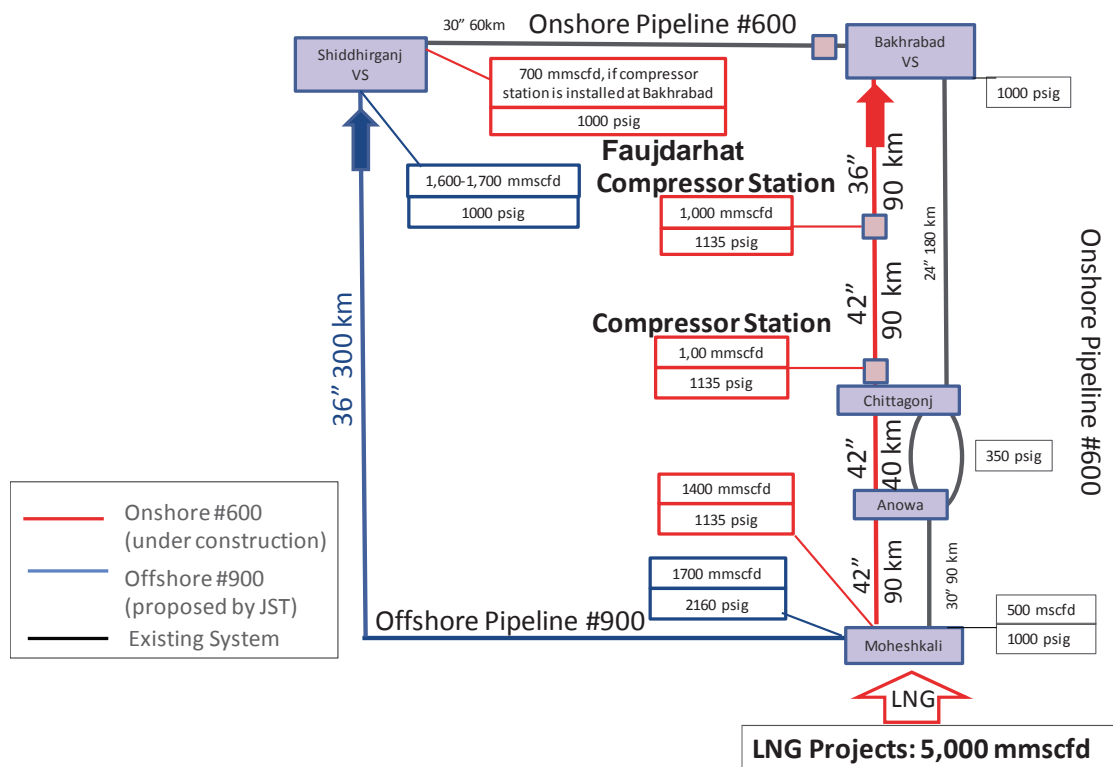 30” 60km
Onshore Pipeline #600
Shiddhirganj
VS
Bakhrabad
VS
700 mmscfd, if compressor
station is installed at Bakhrabad
1000 psig
1000 psig
Faujdarhat
Compressor Station
1,600-1,700 mmscfd
1000 psig
1,000 mmscfd
1135 psig
36”
90 km
24” 180 km
Onshore Pipeline #600
42”
90 km
Compressor Station
1,00 mmscfd
1135 psig
36” 300 km
Chittagonj
42”
40 km
350 psig
1400 mmscfd
1135 psig
Anowa
Onshore #600
(under construction)
Offshore #900
(proposed by JST)
Existing System
1700 mmscfd
2160 psig
42”
90 km
30” 90 km
500 mscfd
1000 psig
Offshore Pipeline #900
Moheshkali
LNG
LNG Projects: 5,000 mmscfd